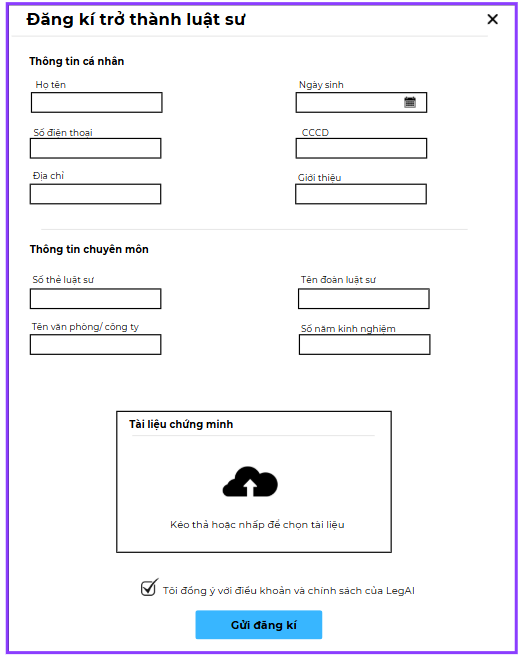 Đăng kí trở thành luật sư
Thông tin cá nhân
Họ tên
Ngày sinh
Số điện thoại
CCCD
Địa chỉ
Giới thiệu
Thông tin chuyên môn
Số thẻ luật sư
Tên đoàn luật sư
Tên văn phòng/ công ty
Số năm kinh nghiệm
Tài liệu chứng minh
Kéo thả hoặc nhấp để chọn tài liệu
Tôi đồng ý với điều khoản và chính sách của LegAI
Gửi đăng kí